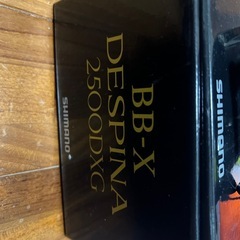 BB-X
DESPINA
2500DXG
SHIMANO
SHIMANO